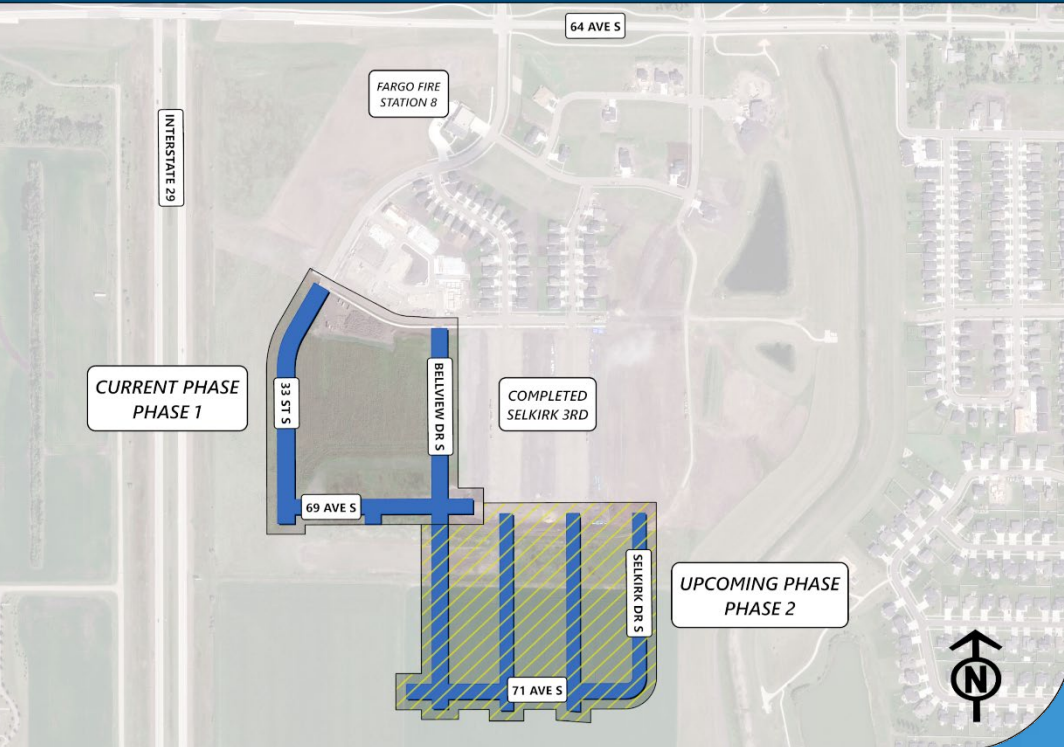 64 AVE S
FARGO FIRE
STATION 8
INTERSTATE 29
CURRENT PHASE
PHASE 1
33 ST S
BELLVIEW DR S
COMPLETED
SELKIRK 3RD
69 AVE S
SELKIRK DR S
UPCOMING PHASE
PHASE 2
71 AVE S
N